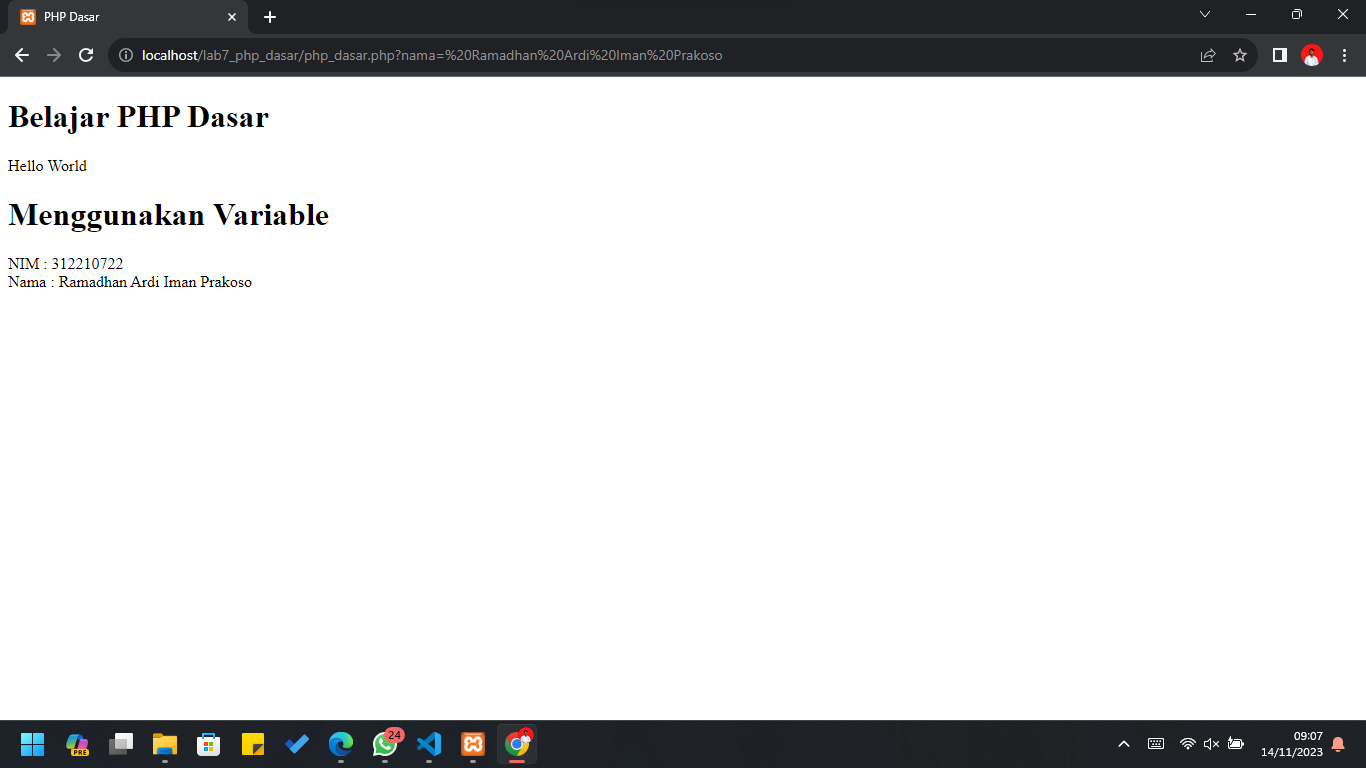 PHP Dasar
localhost/lab7_php_dasar/php_dasar.php?nama=%20Ramadhan%20Ardi%20Iman%20Prakoso
Belajar PHP Dasar
Hello World
Menggunakan Variable
NIM : 312210722
Nama : Ramadhan Ardi Iman Prakoso
PRE
24
09:07
14/11/2023